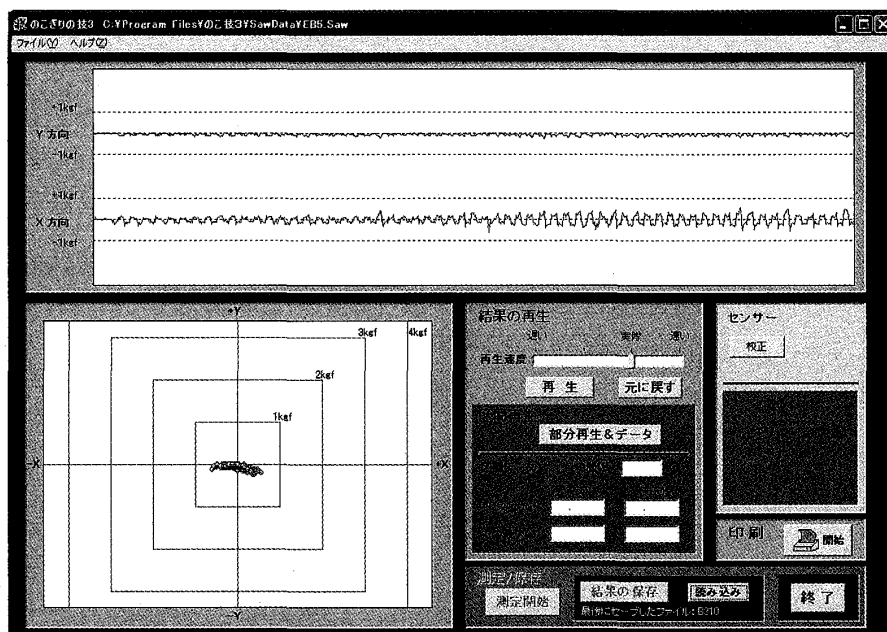 のこぎりの技3 C:¥Program Files¥のこ技3¥SawData¥EB5.Saw
ファイル(Y) ヘルプ(Z)
+1kgf
Y 方向
-1kgf
+1kgf
X 方向
-1kgf
+Y
3kgf
4kgf
2kgf
1kgf
-X
+X
-Y
結果の再生
遅い 実際 速い
再生速度
再 生
元に戻す
部分再生&データ
センサー
校正
印 刷
開始
測定/保存
測定開始
結果の保存
読み込み
最後にセーブしたファイル:
終 了